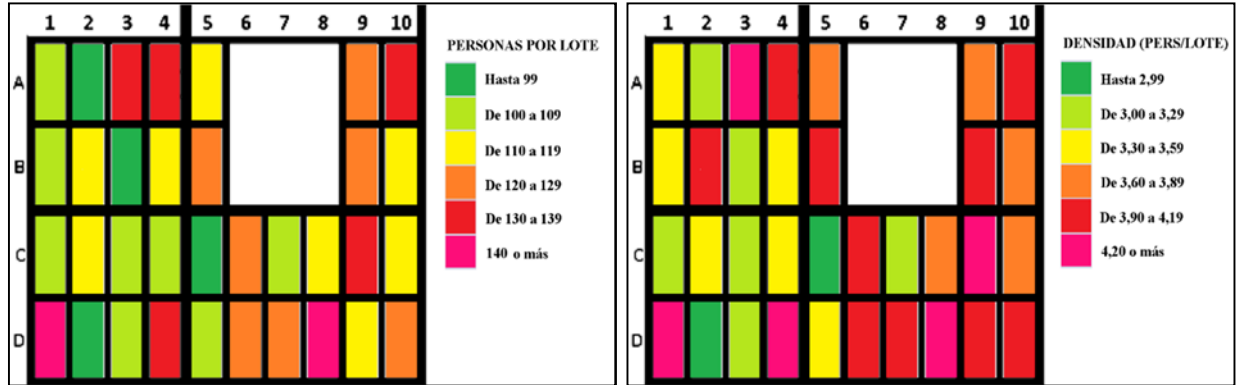 1 2 3 4 5 6 7 8 9 10
A
B
C
D
PERSONAS POR LOTE
Hasta 99
De 100 a 109
De 110 a 119
De 120 a 129
De 130 a 139
140 o más
1 2 3 4 5 6 7 8 9 10
A
B
C
D
DENSIDAD (PERS/LOTE)
Hasta 2,99
De 3,00 a 3,29
De 3,30 a 3,59
De 3,60 a 3,89
De 3,90 a 4,19
4,20 o más